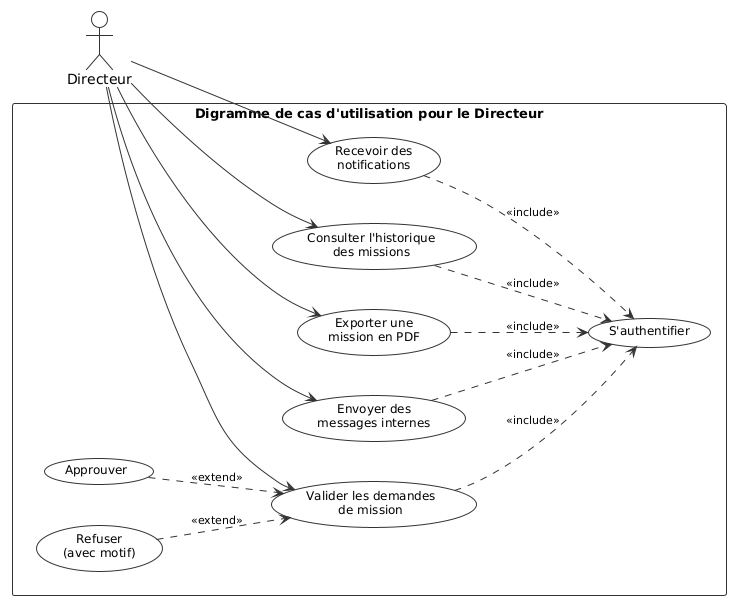 Directeur
Digramme de cas d'utilisation pour le Directeur
Recevoir des
notifications
«include»
Consulter l'historique
des missions
«include»
Exporter une
mission en PDF
«include»
S'authentifier
«include»
Envoyer des
messages internes
«include»
Approuver
«extend»
Valider les demandes
de mission
«extend»
Refuser
(avec motif)